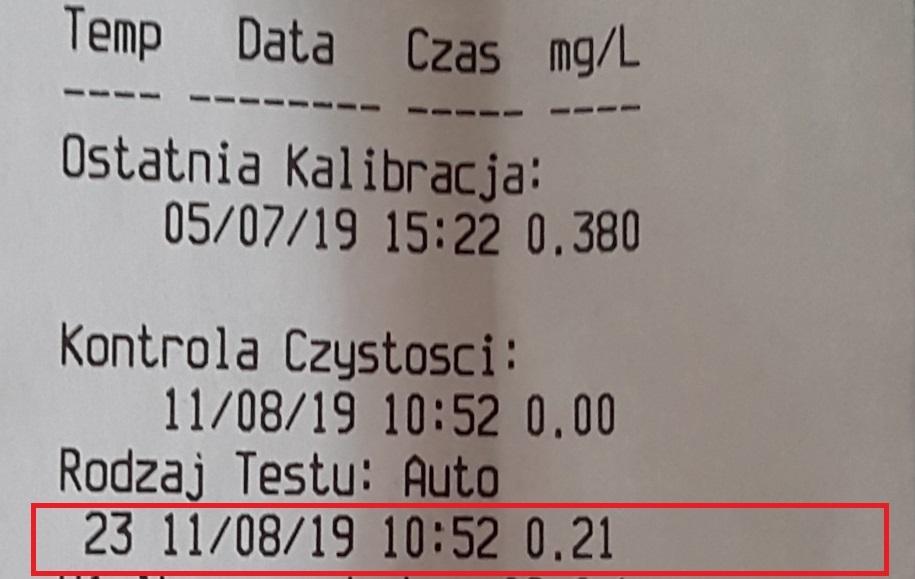 Temp Data Czas mg/L
---- -------- ----- ----
Ostatnia Kalibracja:
05/07/19 15:22 0.380
Kontrola Czystosci:
11/08/19 10:52 0.00
Rodzaj Testu: Auto
23 11/08/19 10:52 0.21